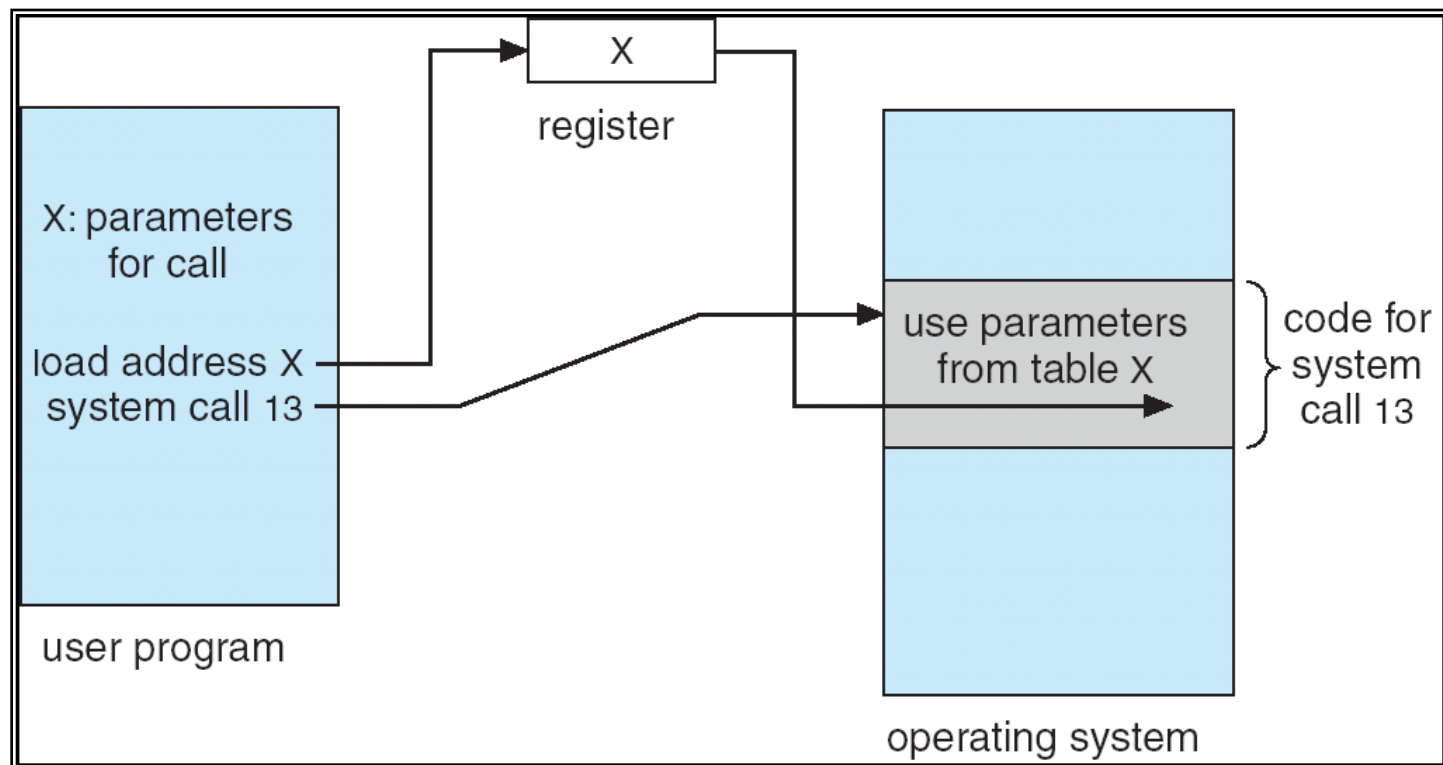 X
register
X: parameters
for call
load address X
system call 13
user program
use parameters
from table X
code for
system
call 13
operating system